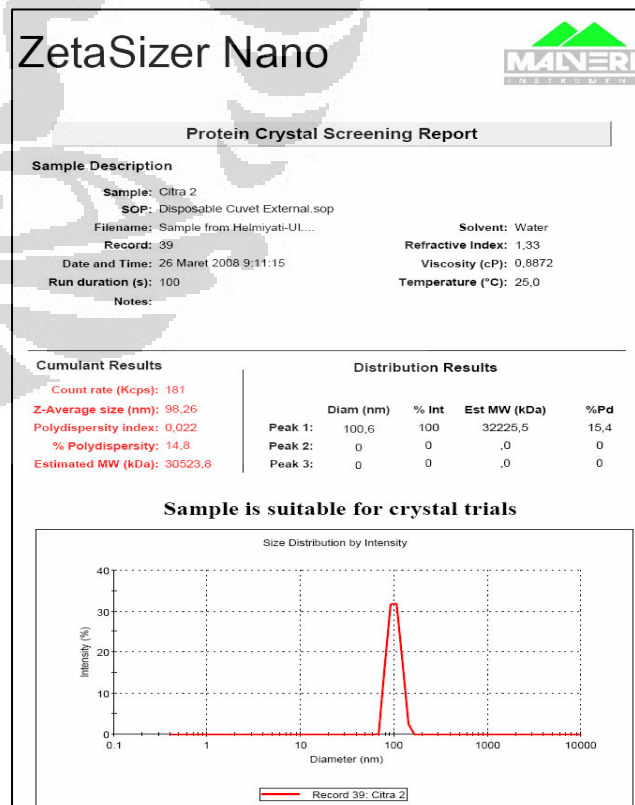 ZetaSizer Nano
MALVERN
INSTRUMENT
Protein Crystal Screening Report
Sample Description
Sample: Citra 2
SOP: Disposable Cuvet External.sop
Filename: Sample from Helmiyati-UI.... Solvent: Water
Record: 39 Refractive Index: 1,33
Date and Time: 26 Maret 2008 9:11:15 Viscosity (cP): 0,8872
Run duration (s): 100 Temperature (°C): 25,0
Notes:
Cumulant Results Distribution Results
Count rate (Kcps): 181
Z-Average size (nm): 98,26 Diam (nm) % Int Est MW (kDa) %Pd
Polydispersity index: 0,022 Peak 1: 100,6 100 32225,5 15,4
% Polydispersity: 14,8 Peak 2: 0 0 ,0 0
Estimated MW (kDa): 30523,8 Peak 3: 0 0 ,0 0
Sample is suitable for crystal trials
Size Distribution by Intensity
Intensity (%)
40
30
20
10
0
0.1 1 10 100 1000 10000
Diameter (nm)
Record 39: Citra 2